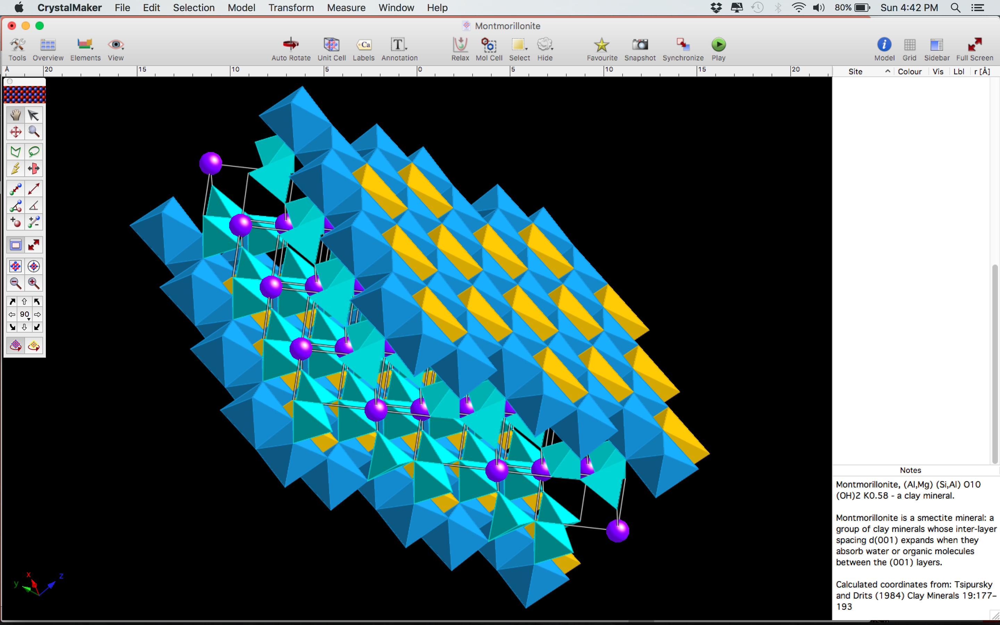 CrystalMaker File Edit Selection Model Transform Measure Window Help 80% Sun 4:42 PM
Montmorillonite
Tools Overview Elements View Auto Rotate Unit Cell Labels Annotation Relax Mol Cell Select Hide Favourite Snapshot Synchronize Play Model Grid Sidebar Full Screen
Ca T
Å 20 15 10 5 0 5 10 15 20
Site Colour Vis Lbl r [Å]
90
x
y z
Notes
Montmorillonite, (Al,Mg) (Si,Al) O10
(OH)2 K0.58 - a clay mineral.
Montmorillonite is a smectite mineral: a
group of clay minerals whose inter-layer
spacing d(001) expands when they
absorb water or organic molecules
between the (001) layers.
Calculated coordinates from: Tsipursky
and Drits (1984) Clay Minerals 19:177-
193